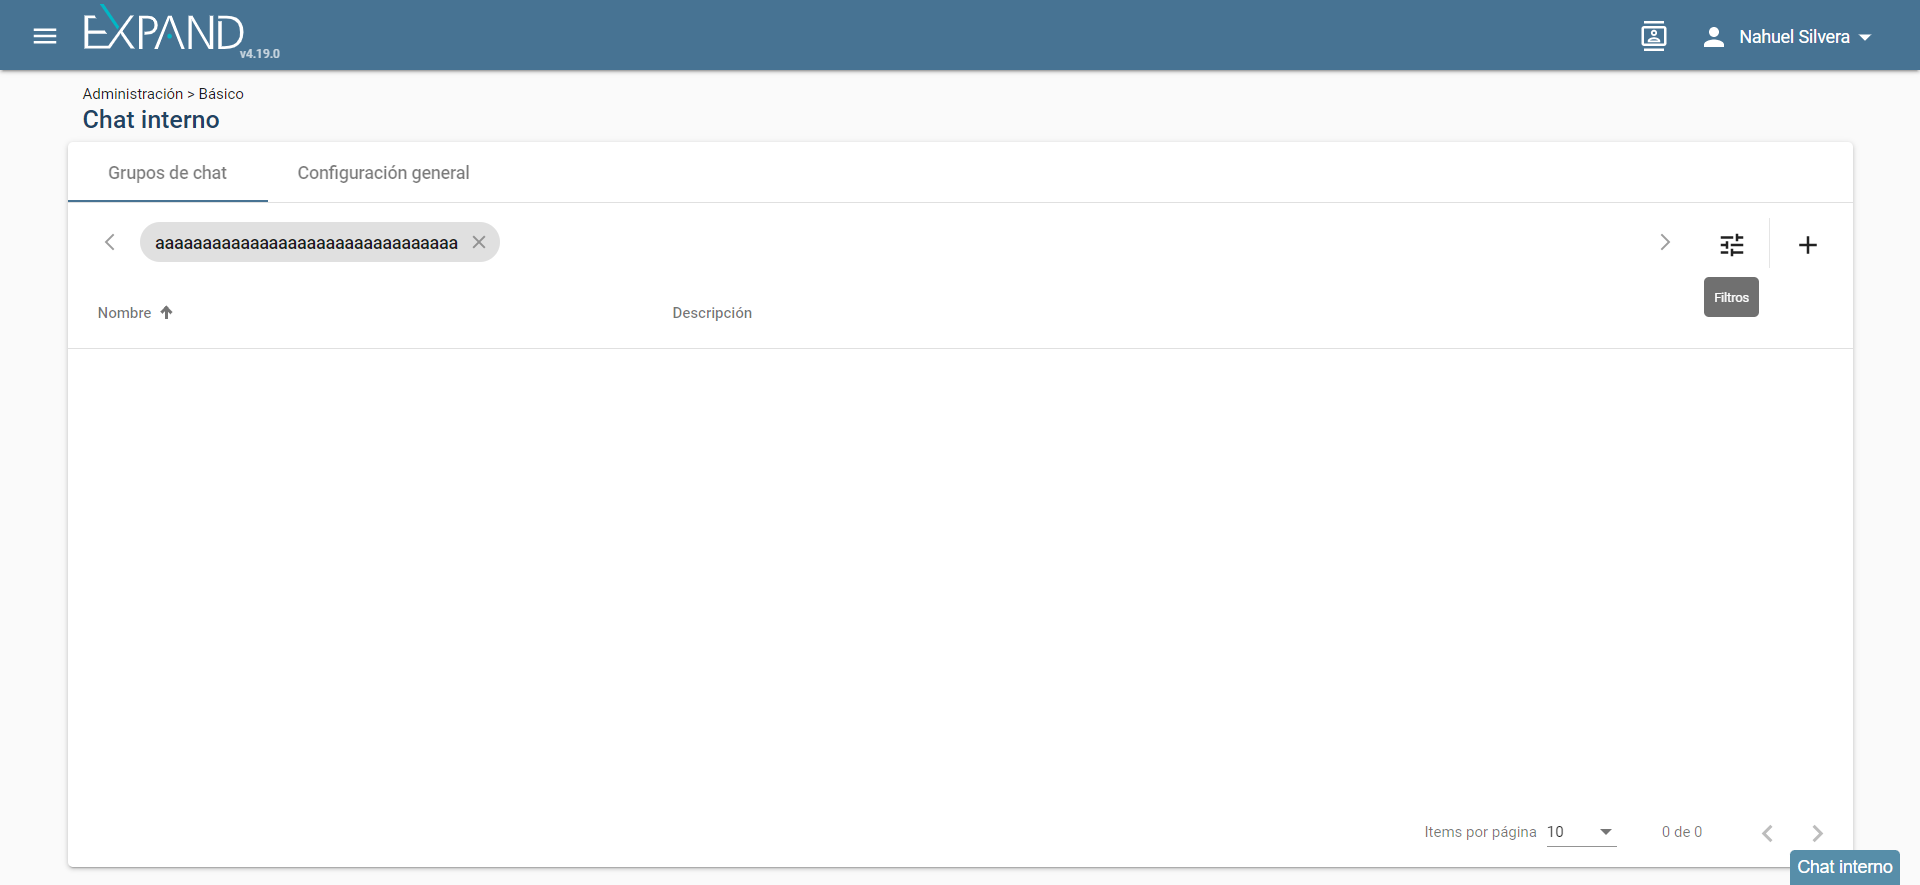 EXPAND
v4.19.0
Nahuel Silvera
Administración > Básico
Chat interno
Grupos de chat
Configuración general
aaaaaaaaaaaaaaaaaaaaaaaaaaaaaaaa
Filtros
Nombre
Descripción
Items por página 10
0 de 0
Chat interno